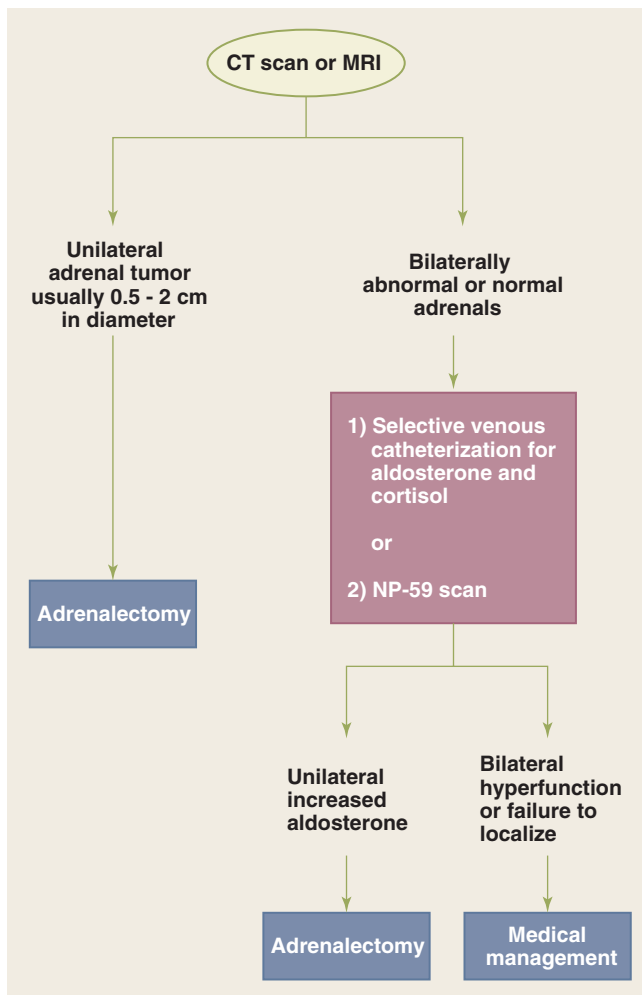 CT scan or MRI
Unilateral
adrenal tumor
usually 0.5 - 2 cm
in diameter
Bilaterally
abnormal or normal
adrenals
1) Selective venous
catheterization for
aldosterone and
cortisol
or
2) NP-59 scan
Adrenalectomy
Unilateral
increased
aldosterone
Bilateral
hyperfunction
or failure to
localize
Adrenalectomy
Medical
management